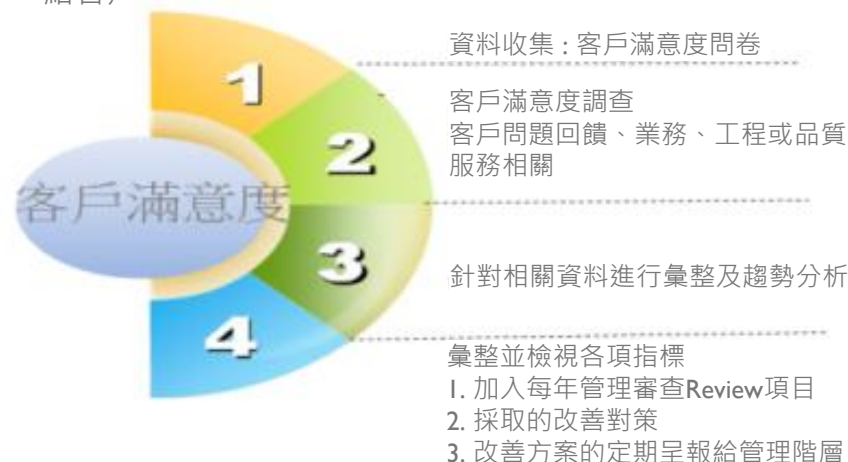 資料收集 : 客戶滿意度問卷
客戶滿意度調查
客戶問題回饋、業務、工程或品質
服務相關
針對相關資料進行彙整及趨勢分析
彙整並檢視各項指標
1. 加入每年管理審查Review項目
2. 採取的改善對策
3. 改善方案的定期呈報給管理階層
客戶滿意度
1
2
3
4